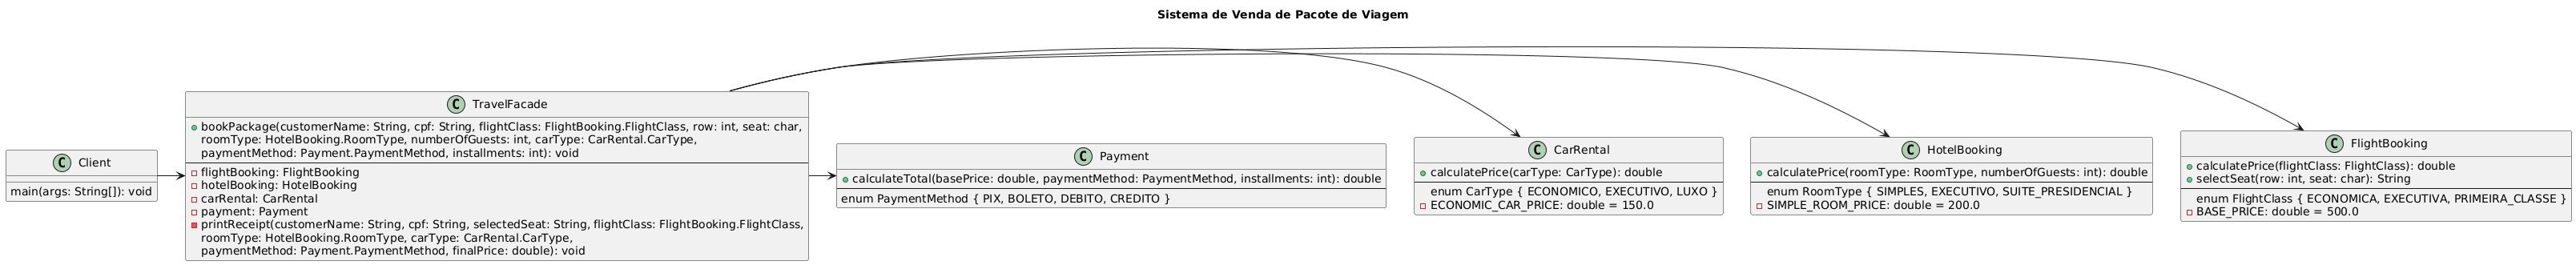 Sistema de Venda de Pacote de Viagem
C Client
main(args: String[]): void
C TravelFacade
bookPackage(customerName: String, cpf: String, flightClass: FlightBooking.FlightClass, row: int, seat: char,
roomType: HotelBooking.RoomType, numberOfGuests: int, carType: CarRental.CarType,
paymentMethod: Payment.PaymentMethod, installments: int): void
flightBooking: FlightBooking
hotelBooking: HotelBooking
carRental: CarRental
payment: Payment
printReceipt(customerName: String, cpf: String, selectedSeat: String, flightClass: FlightBooking.FlightClass,
roomType: HotelBooking.RoomType, carType: CarRental.CarType,
paymentMethod: Payment.PaymentMethod, finalPrice: double): void
C Payment
calculateTotal(basePrice: double, paymentMethod: PaymentMethod, installments: int): double
enum PaymentMethod { PIX, BOLETO, DEBITO, CREDITO }
C CarRental
calculatePrice(carType: CarType): double
enum CarType { ECONOMICO, EXECUTIVO, LUXO }
ECONOMIC_CAR_PRICE: double = 150.0
C HotelBooking
calculatePrice(roomType: RoomType, numberOfGuests: int): double
enum RoomType { SIMPLES, EXECUTIVO, SUITE_PRESIDENCIAL }
SIMPLE_ROOM_PRICE: double = 200.0
C FlightBooking
calculatePrice(flightClass: FlightClass): double
selectSeat(row: int, seat: char): String
enum FlightClass { ECONOMICA, EXECUTIVA, PRIMEIRA_CLASSE }
BASE_PRICE: double = 500.0